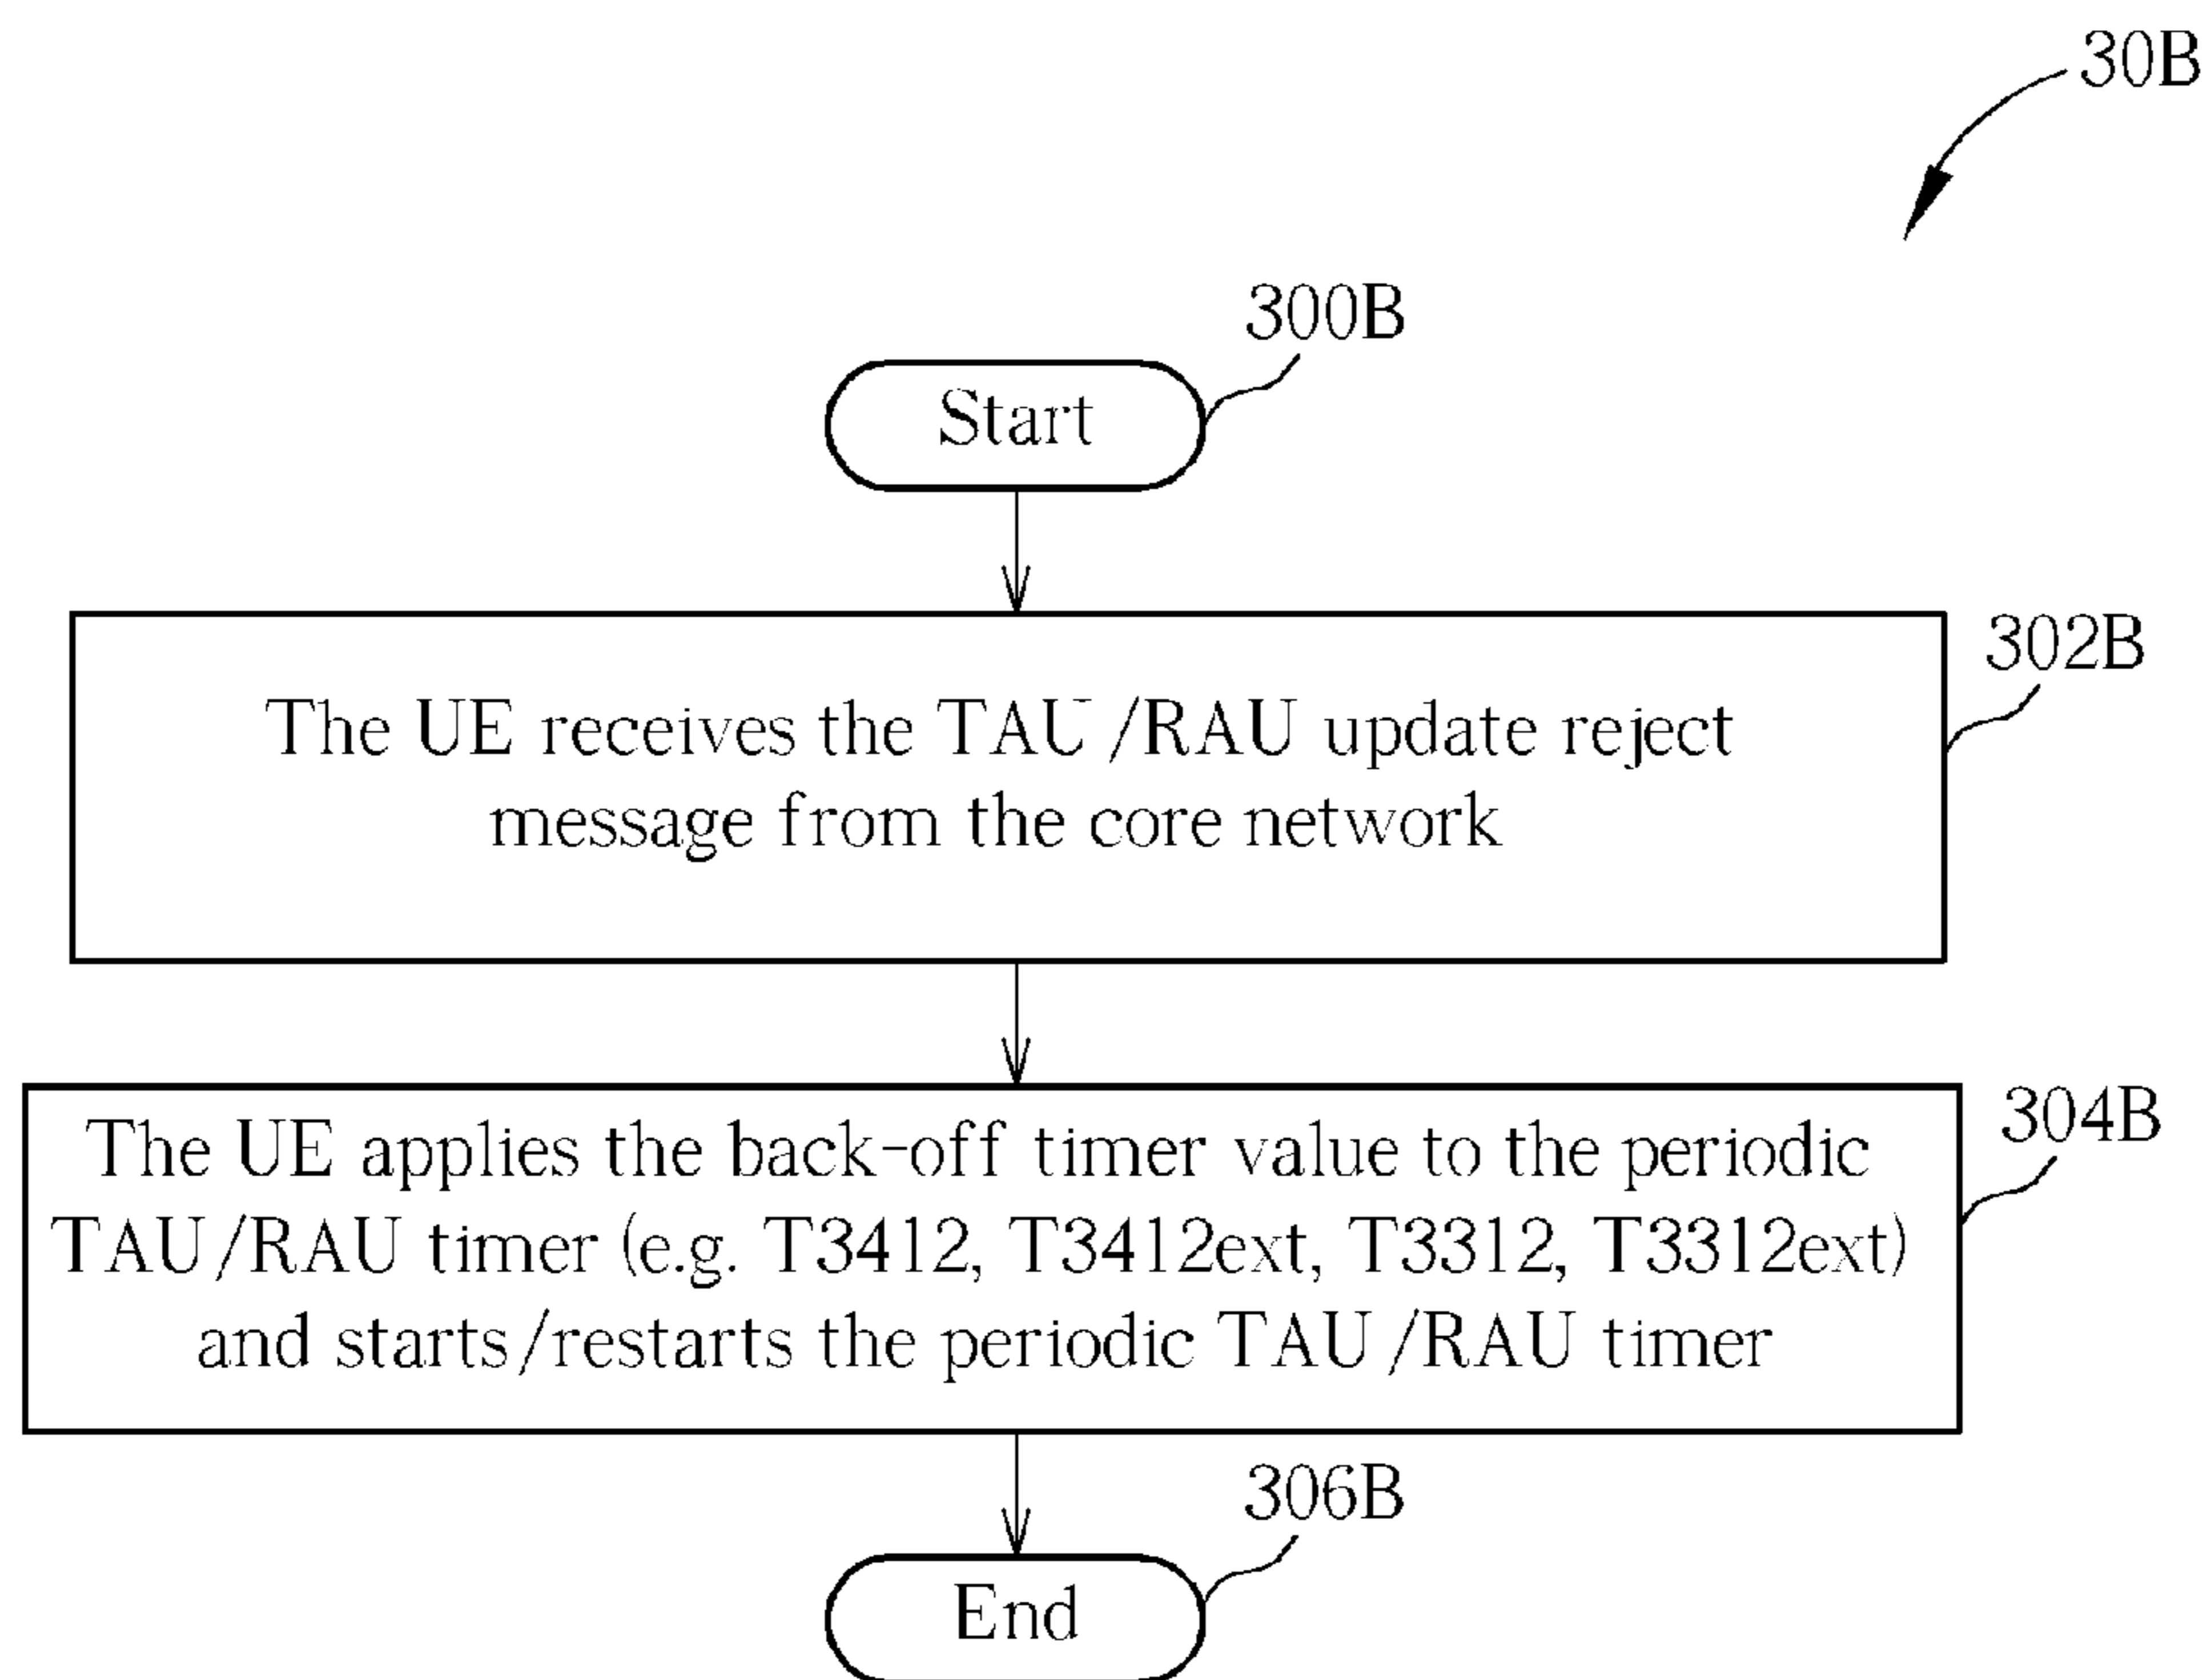 30B
300B
Start
302B
The UE receives the TAU /RAU update reject
message from the core network
304B
The UE applies the back-off timer value to the periodic
TAU/RAU timer (e.g. T3412, T3412ext, T3312, T3312ext)
and starts/restarts the periodic TAU/RAU timer
306B
End